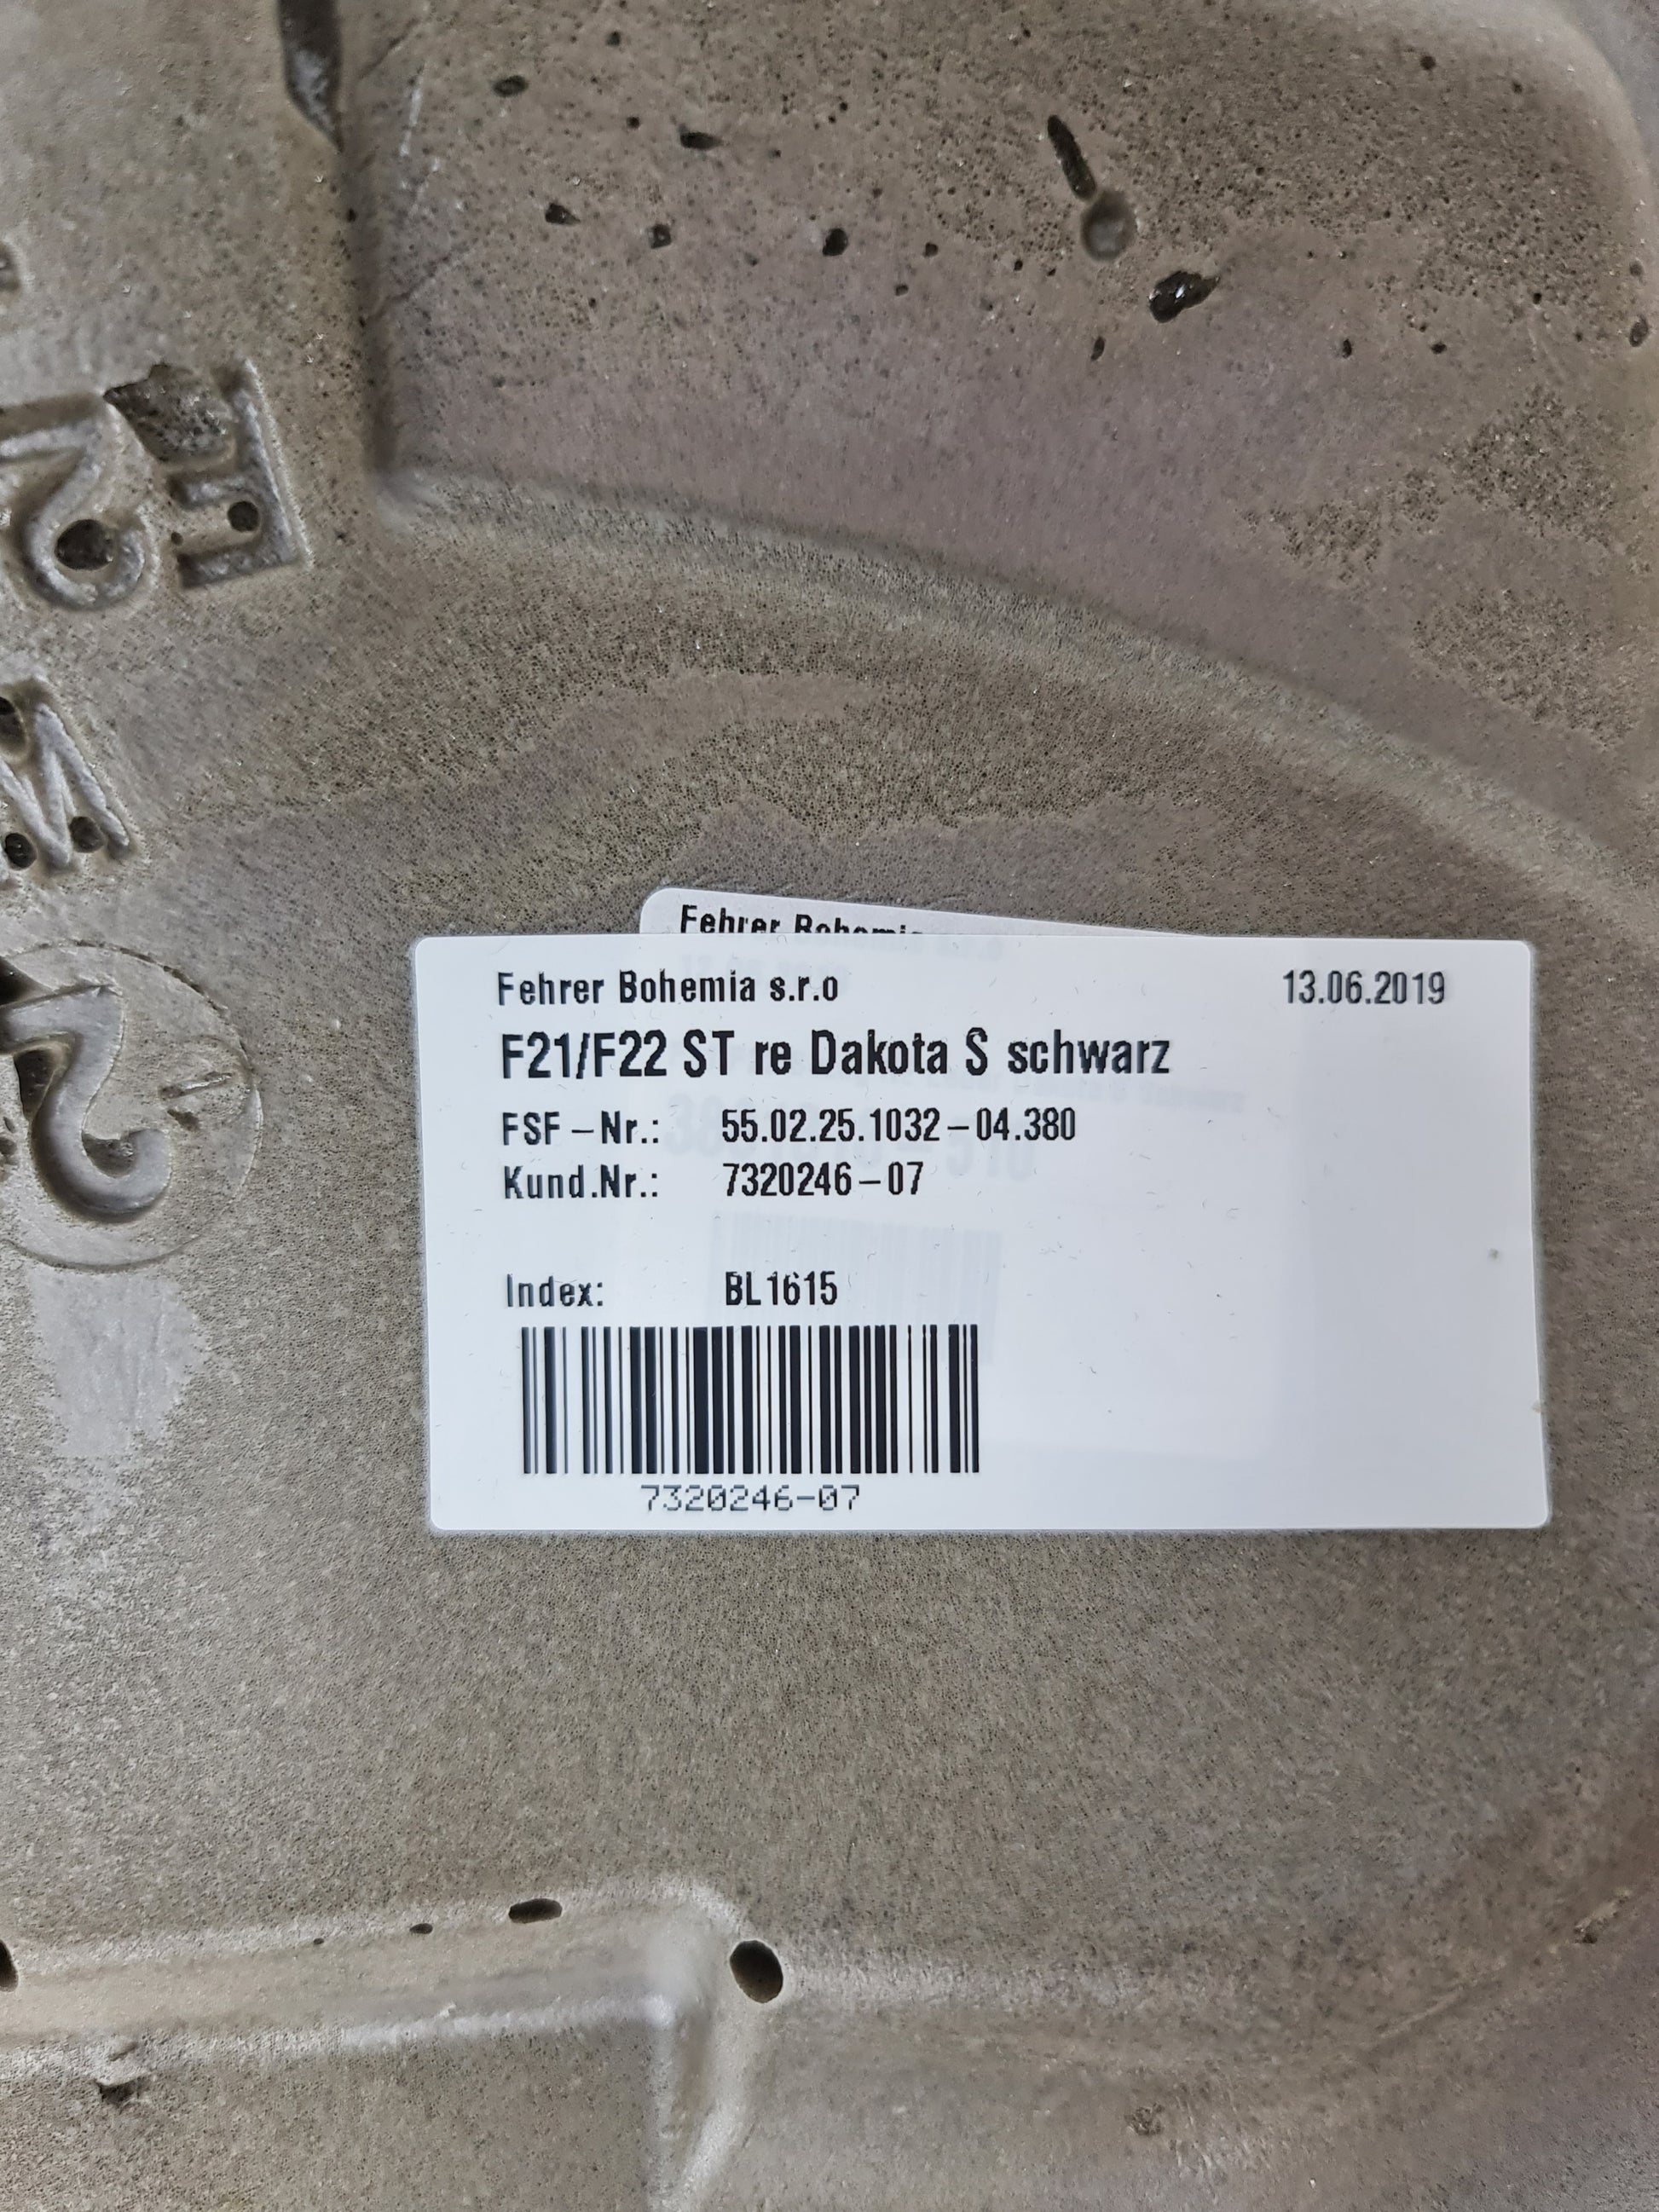 Fehrer
Fehrer Bohemia s.r.o 13.06.2019
F21/F22 ST re Dakota S schwarz
FSF-Nr.: 55.02.25.1032-04.380
Kund.Nr.: 7320246-07
Index: BL1615
7320246-07